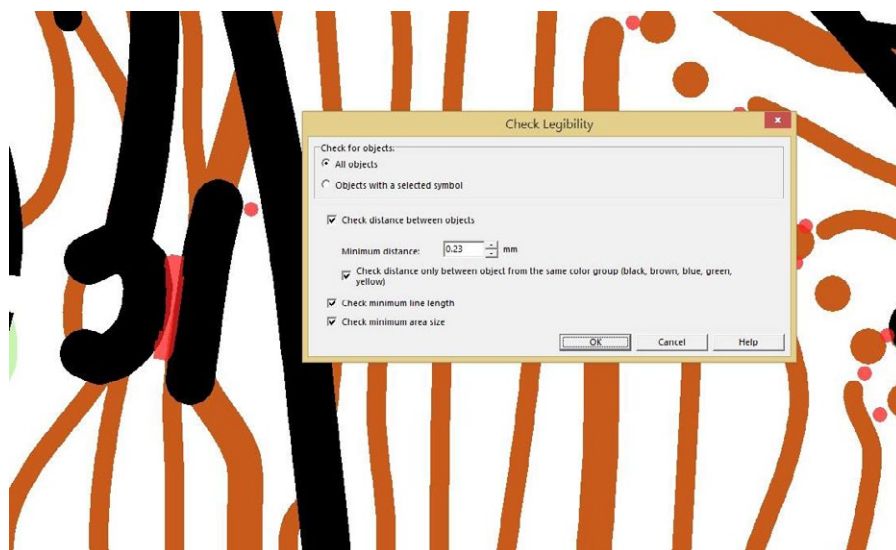 Check Legibility
x
Check for objects:
All objects
Objects with a selected symbol
Check distance between objects
Minimum distance: 0.23 mm
Check distance only between object from the same color group (black, brown, blue, green,
yellow)
Check minimum line length
Check minimum area size
OK Cancel Help